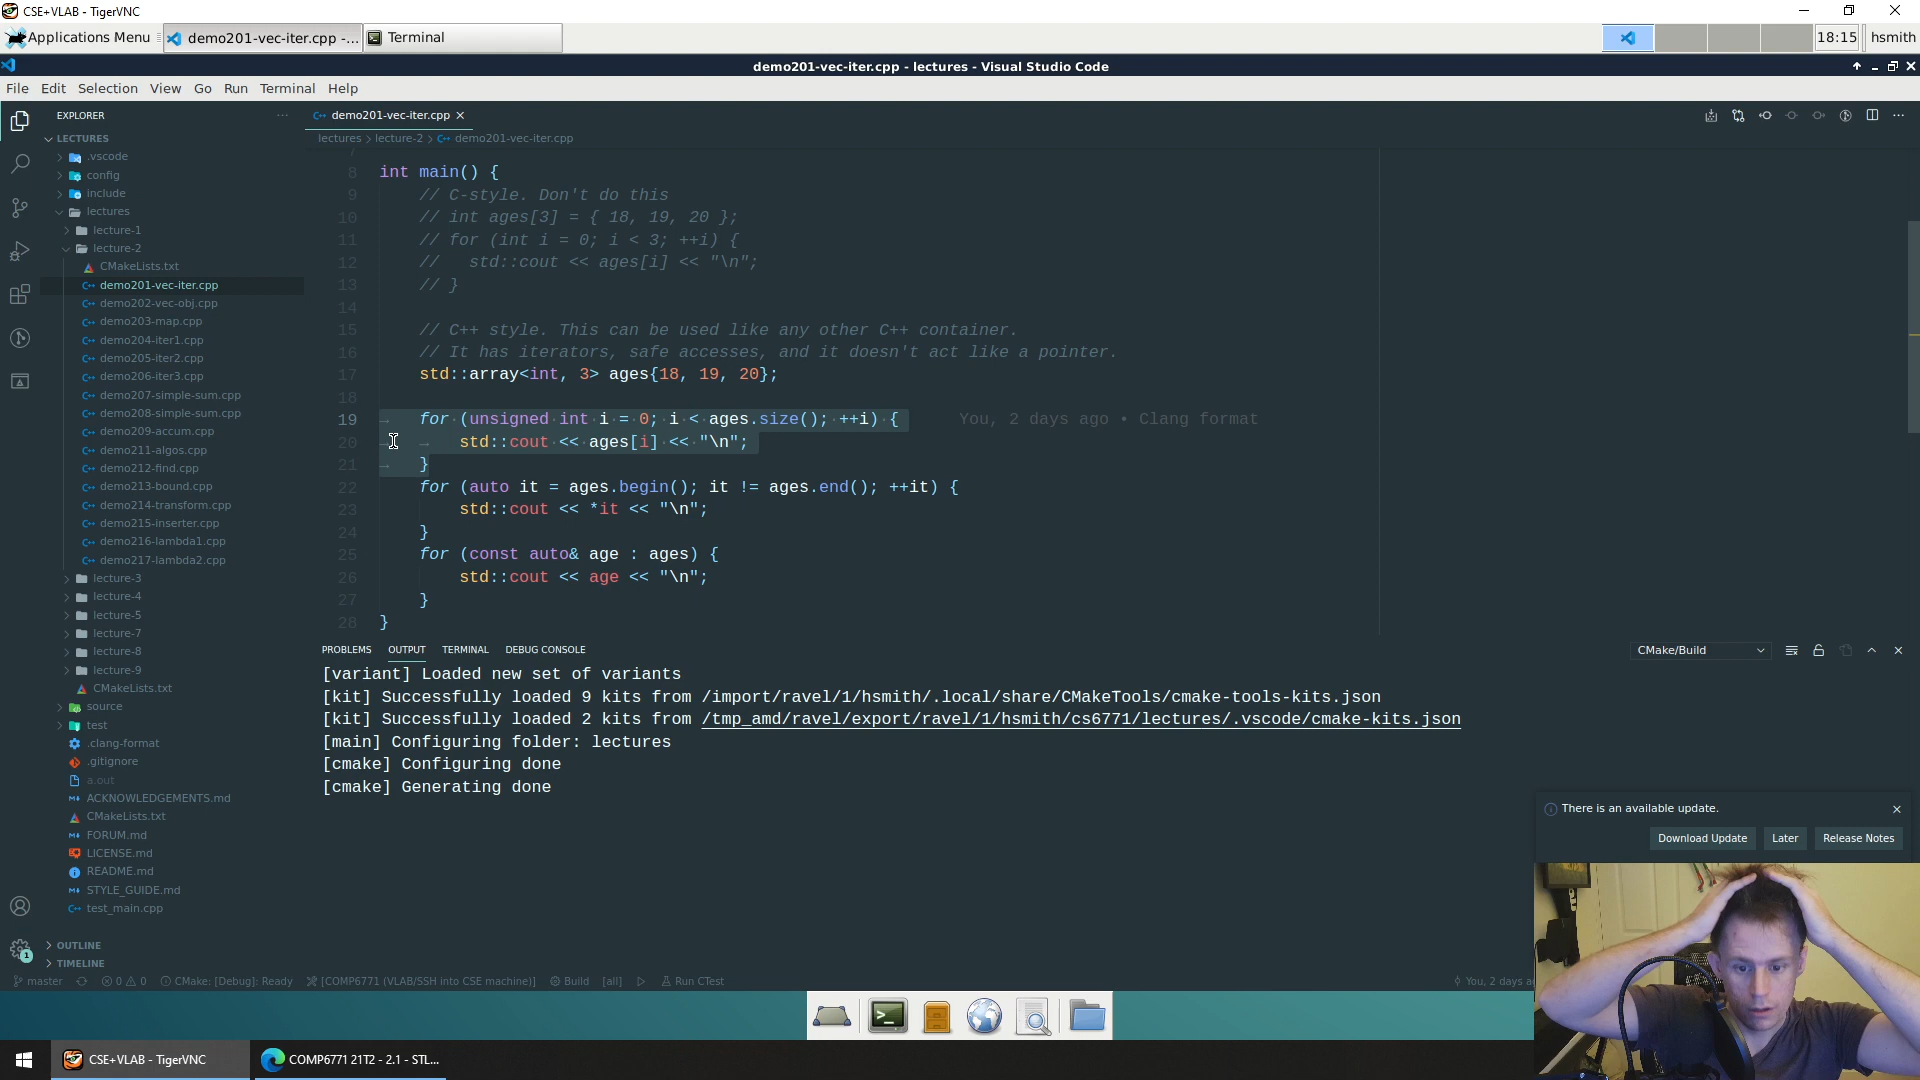 CSE+VLAB - TigerVNC
Applications Menu
demo201-vec-iter.cpp -...
Terminal
18:15
hsmith
demo201-vec-iter.cpp - lectures - Visual Studio Code
File Edit Selection View Go Run Terminal Help
EXPLORER
···
LECTURES
.vscode
config
include
lectures
lecture-1
lecture-2
CMakeLists.txt
demo201-vec-iter.cpp
demo202-vec-obj.cpp
demo203-map.cpp
demo204-iter1.cpp
demo205-iter2.cpp
demo206-iter3.cpp
demo207-simple-sum.cpp
demo208-simple-sum.cpp
demo209-accum.cpp
demo211-algos.cpp
demo212-find.cpp
demo213-bound.cpp
demo214-transform.cpp
demo215-inserter.cpp
demo216-lambda1.cpp
demo217-lambda2.cpp
lecture-3
lecture-4
lecture-5
lecture-7
lecture-8
lecture-9
CMakeLists.txt
source
test
.clang-format
.gitignore
a.out
ACKNOWLEDGEMENTS.md
CMakeLists.txt
FORUM.md
LICENSE.md
README.md
STYLE_GUIDE.md
test_main.cpp
OUTLINE
TIMELINE
demo201-vec-iter.cpp
lectures > lecture-2 > demo201-vec-iter.cpp
7
8 int main() {
9 // C-style. Don't do this
10 // int ages[3] = { 18, 19, 20 };
11 // for (int i = 0; i < 3; ++i) {
12 //   std::cout << ages[i] << "\n";
13 // }
14
15 // C++ style. This can be used like any other C++ container.
16 // It has iterators, safe accesses, and it doesn't act like a pointer.
17 std::array<int, 3> ages{18, 19, 20};
18
19 for (unsigned int i = 0; i < ages.size(); ++i) { You, 2 days ago • Clang format
20 std::cout << ages[i] << "\n";
21 }
22 for (auto it = ages.begin(); it != ages.end(); ++it) {
23 std::cout << *it << "\n";
24 }
25 for (const auto& age : ages) {
26 std::cout << age << "\n";
27 }
28 }
PROBLEMS OUTPUT TERMINAL DEBUG CONSOLE
CMake/Build
[variant] Loaded new set of variants
[kit] Successfully loaded 9 kits from /import/ravel/1/hsmith/.local/share/CMakeTools/cmake-tools-kits.json
[kit] Successfully loaded 2 kits from /tmp_amd/ravel/export/ravel/1/hsmith/cs6771/lectures/.vscode/cmake-kits.json
[main] Configuring folder: lectures
[cmake] Configuring done
[cmake] Generating done
There is an available update.
Download Update Later Release Notes
1
master 0 0 CMake: [Debug]: Ready [COMP6771 (VLAB/SSH into CSE machine)] Build [all] Run CTest You, 2 days a
CSE+VLAB - TigerVNC
COMP6771 21T2 - 2.1 - STL...